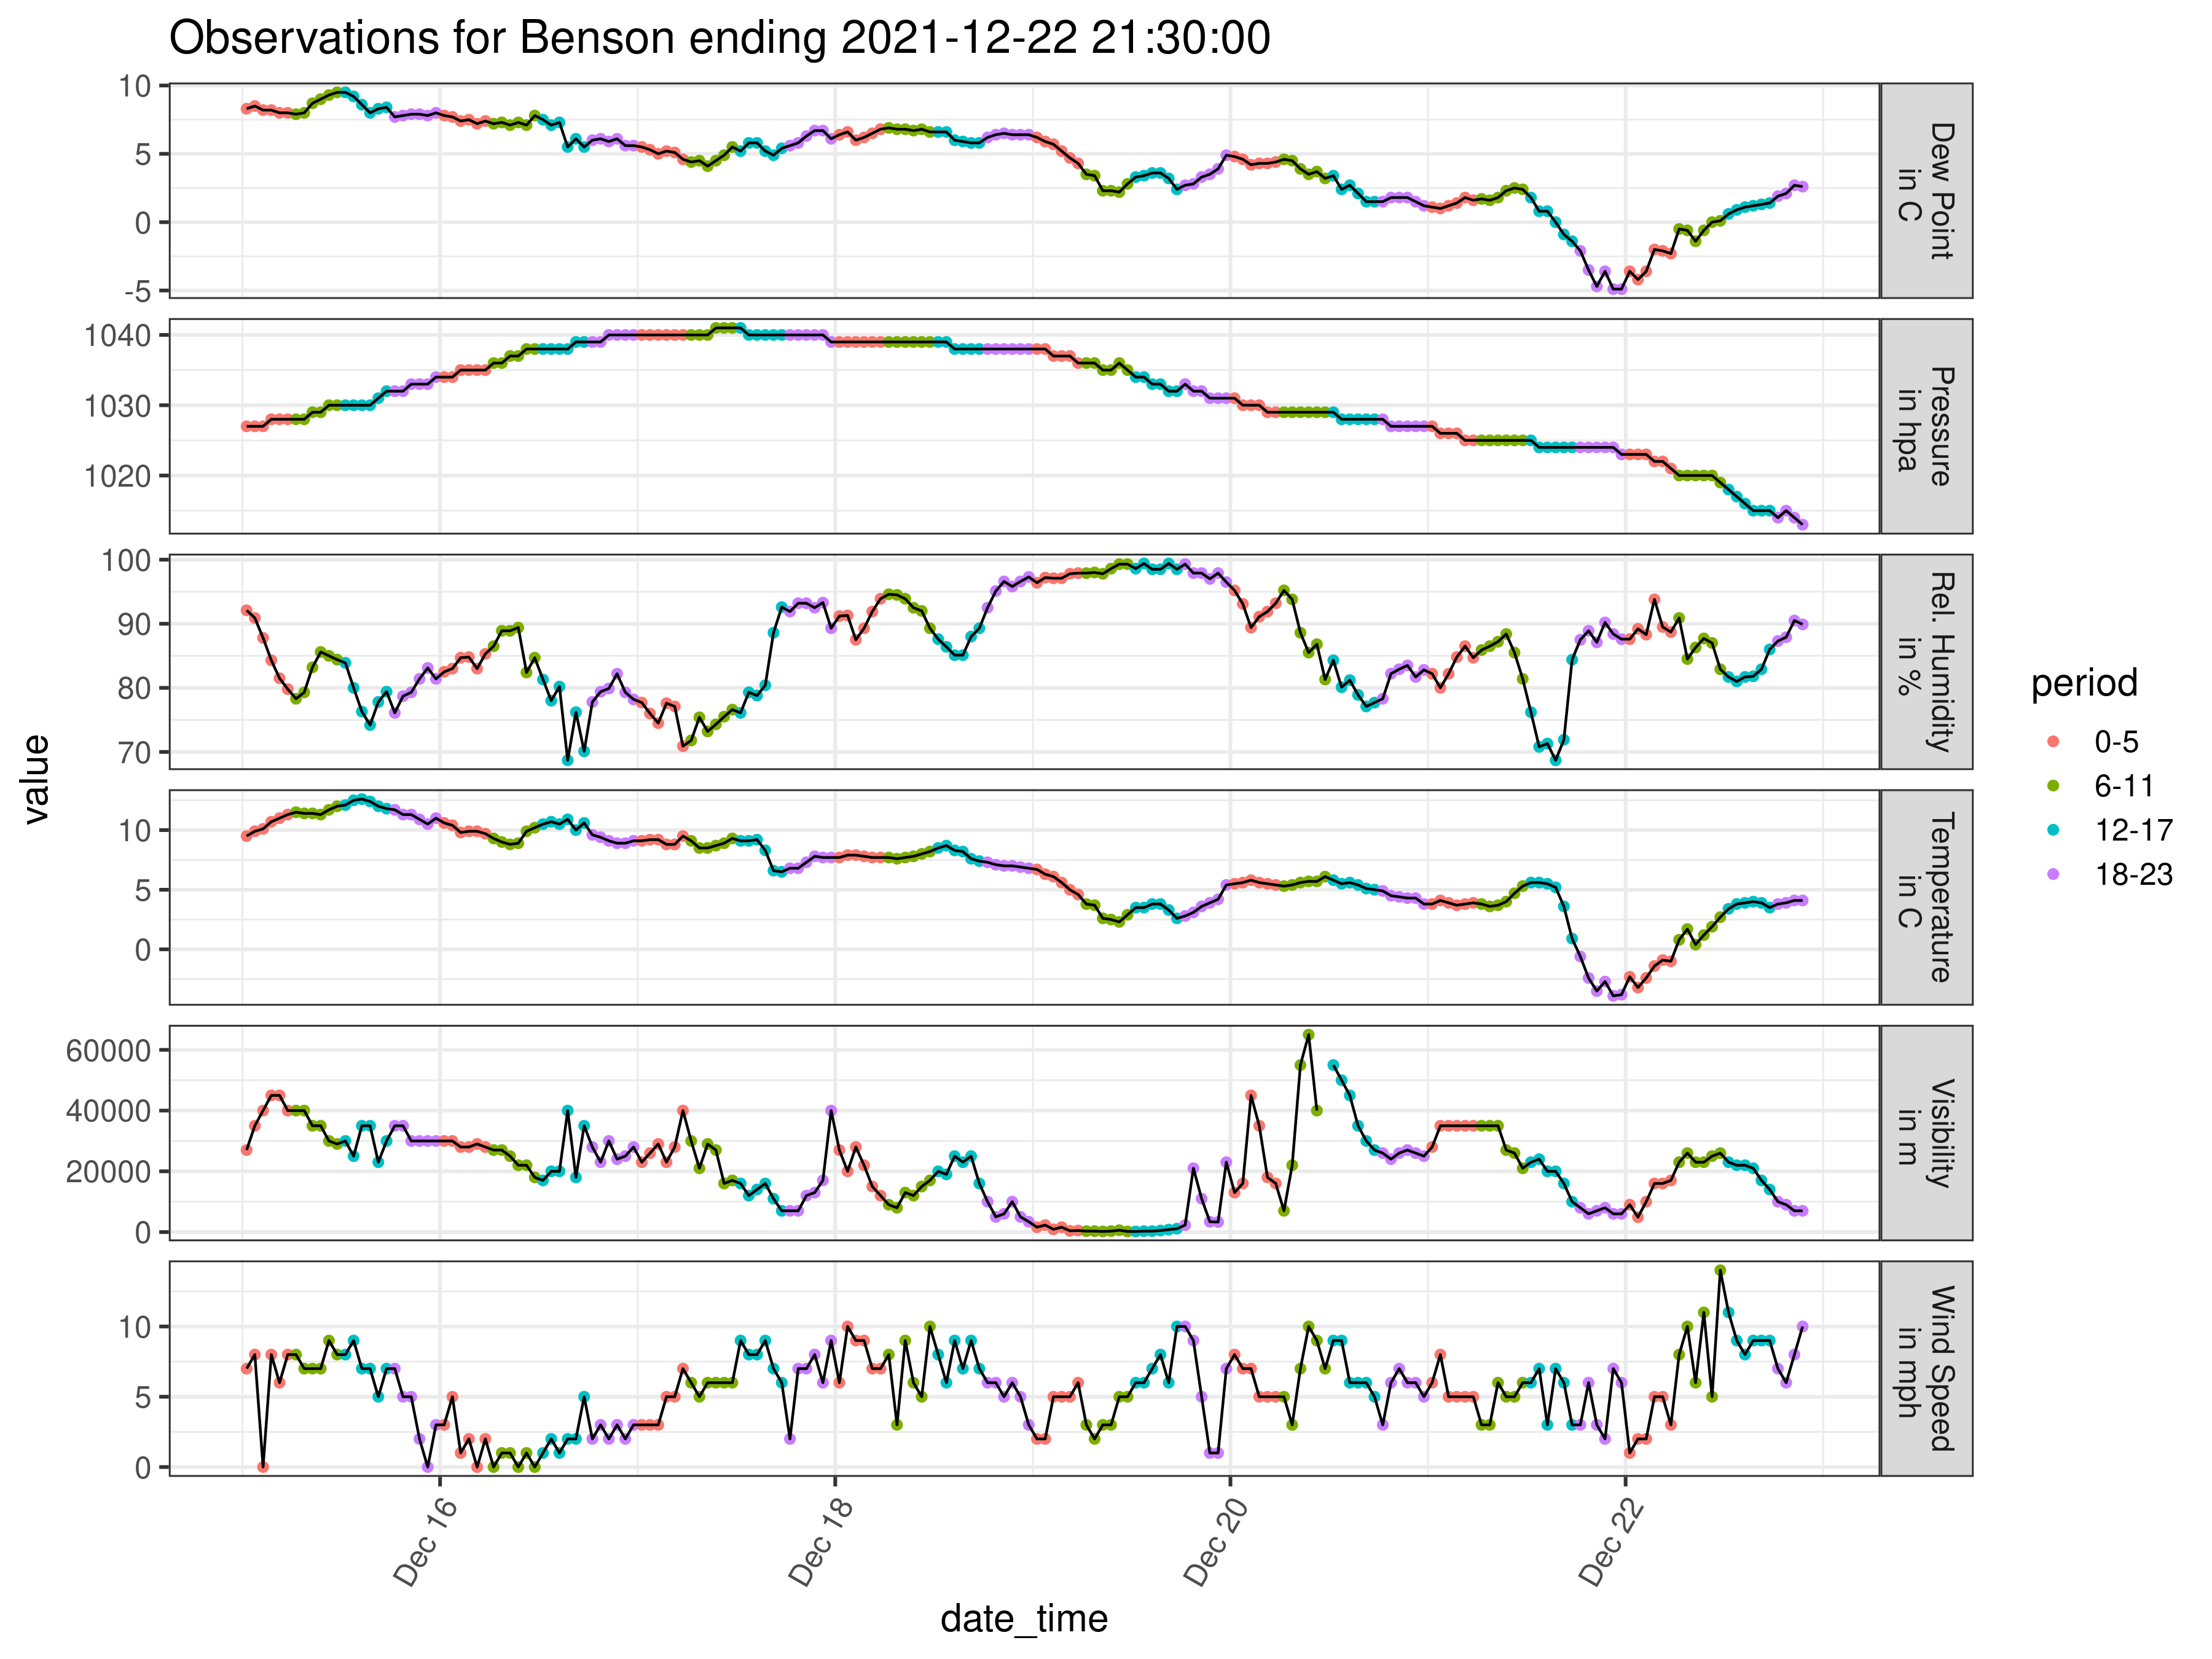 Observations for Benson ending 2021-12-22 21:30:00
value
10
5
0
-5
Dew Point
in C
1040
1030
1020
Pressure
in hpa
100
90
80
70
Rel. Humidity
in %
10
5
0
Temperature
in C
60000
40000
20000
0
Visibility
in m
10
5
0
Wind Speed
in mph
Dec 16
Dec 18
Dec 20
Dec 22
date_time
period
0-5
6-11
12-17
18-23